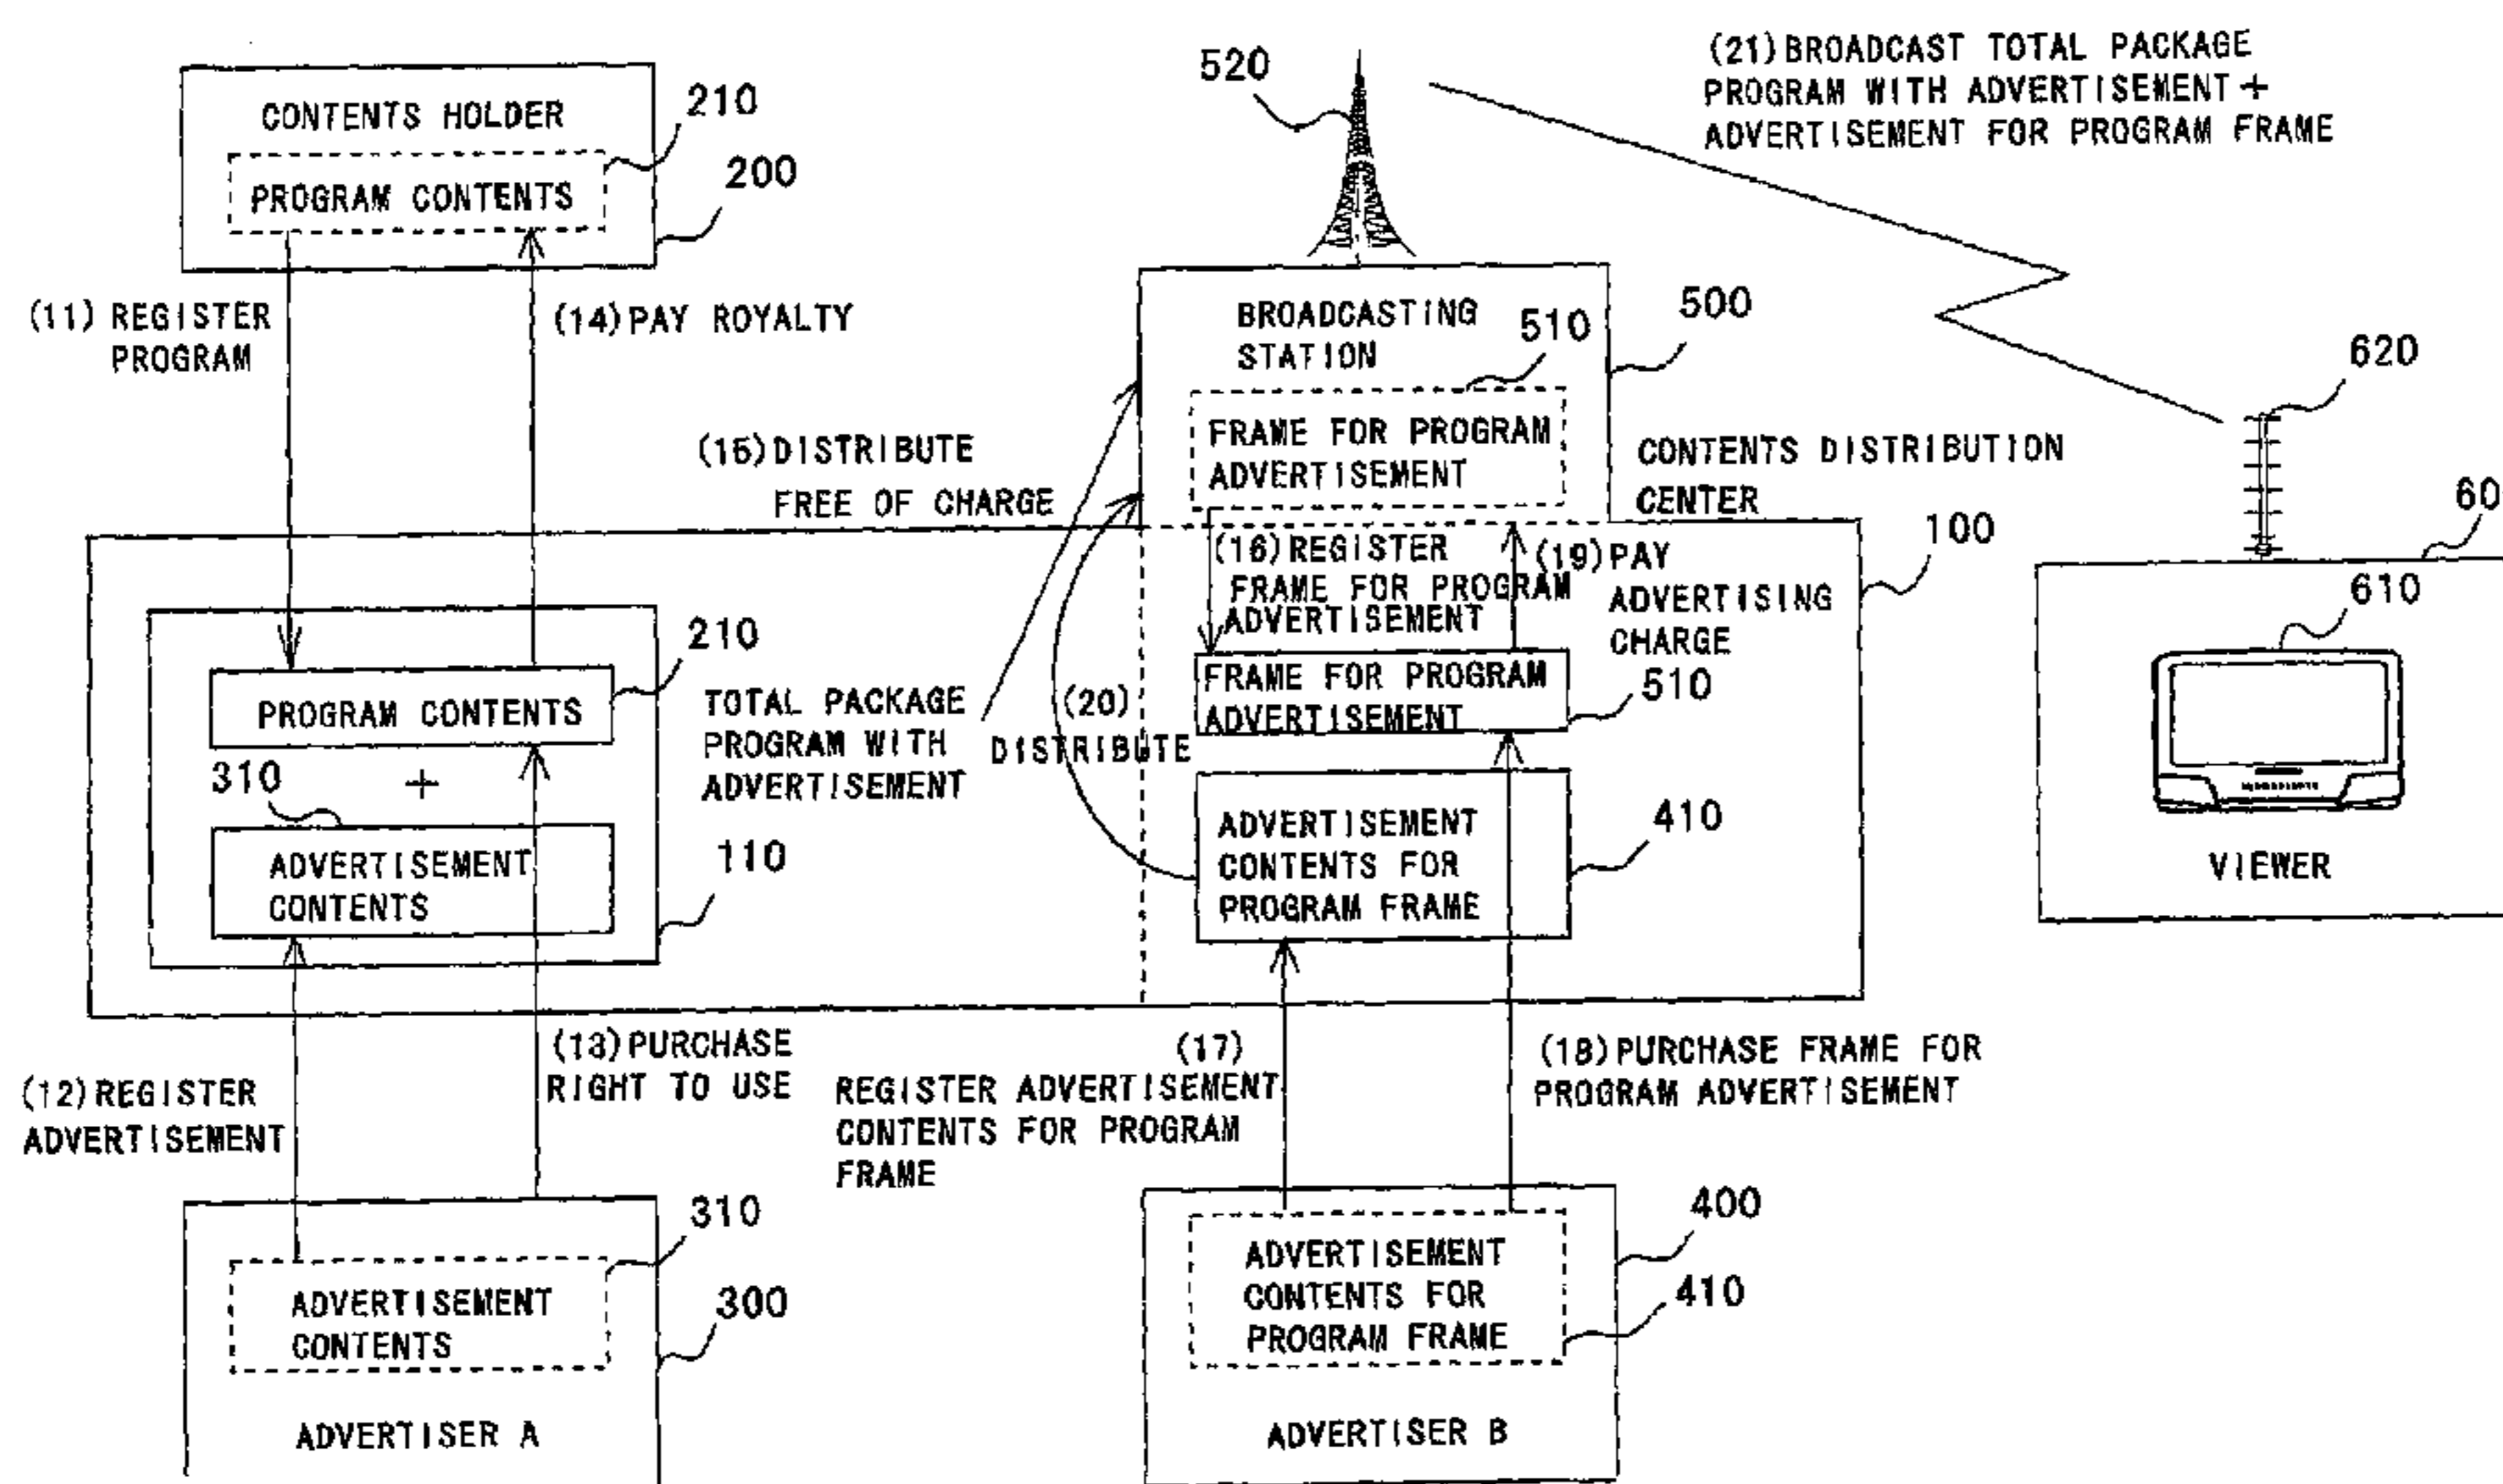 CONTENTS HOLDER
PROGRAM CONTENTS
210
200
(11) REGISTER
PROGRAM
(14) PAY ROYALTY
520
(21) BROADCAST TOTAL PACKAGE
PROGRAM WITH ADVERTISEMENT +
ADVERTISEMENT FOR PROGRAM FRAME
BROADCASTING
STATION
500
510
FRAME FOR PROGRAM
ADVERTISEMENT
620
(15) DISTRIBUTE
FREE OF CHARGE
CONTENTS DISTRIBUTION
CENTER
100
60
610
VIEWER
(16) REGISTER
FRAME FOR PROGRAM
ADVERTISEMENT
(19) PAY
ADVERTISING
CHARGE
210
PROGRAM CONTENTS
+
310
ADVERTISEMENT
CONTENTS
110
TOTAL PACKAGE
PROGRAM WITH
ADVERTISEMENT
(20)
DISTRIBUTE
FRAME FOR PROGRAM
ADVERTISEMENT
510
ADVERTISEMENT
CONTENTS FOR
PROGRAM FRAME
410
(12) REGISTER
ADVERTISEMENT
(13) PURCHASE
RIGHT TO USE
(17)
REGISTER ADVERTISEMENT
CONTENTS FOR PROGRAM
FRAME
(18) PURCHASE FRAME FOR
PROGRAM ADVERTISEMENT
310
300
ADVERTISEMENT
CONTENTS
ADVERTISER A
400
410
ADVERTISEMENT
CONTENTS FOR
PROGRAM FRAME
ADVERTISER B